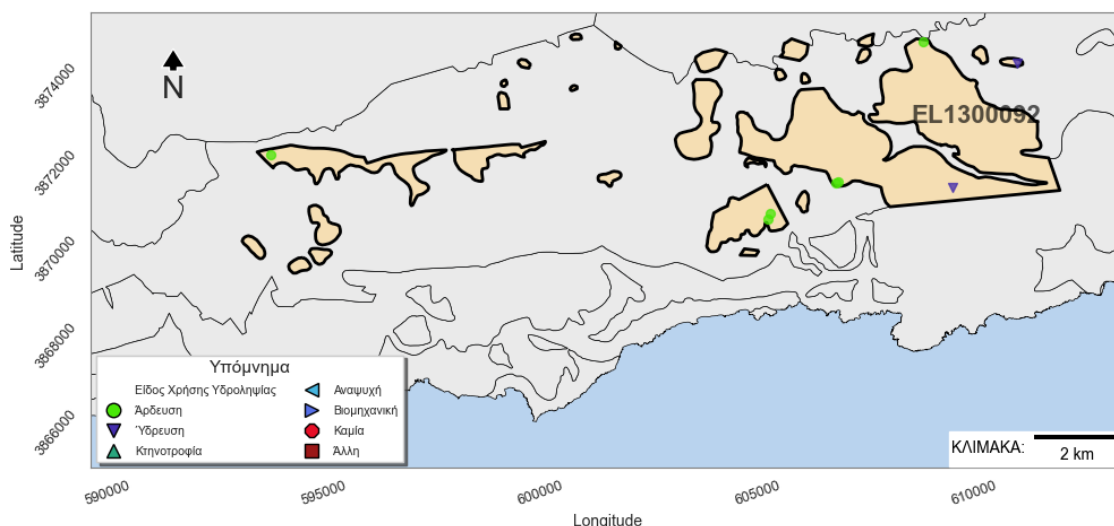 3874000
3872000
3870000
3868000
3866000
Latitude
N
EL1300092
Υπόμνημα
Είδος Χρήσης Υδροληψίας
Άρδευση
Ύδρευση
Κτηνοτροφία
Αναψυχή
Βιομηχανική
Καμία
Άλλη
ΚΛΙΜΑΚΑ:
2 km
590000
595000
600000
605000
610000
Longitude